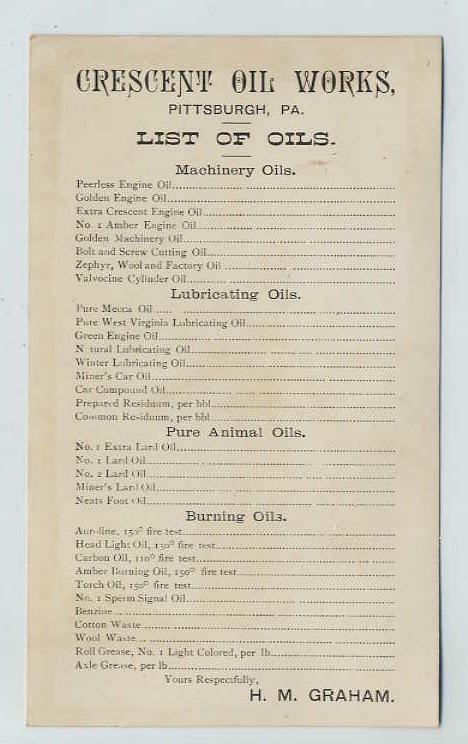 CRESCENT OIL WORKS,
PITTSBURGH, PA.
LIST OF OILS.
Machinery Oils.
Peerless Engine Oil
Golden Engine Oil
Extra Crescent Engine Oil
No. 1 Amber Engine Oil
Golden Machinery Oil
Bolt and Screw Cutting Oil
Zephyr, Wool and Factory Oil
Valvocine Cylinder Oil
Lubricating Oils.
Pure Mecca Oil
Pure West Virginia Lubricating Oil
Green Engine Oil
N tural Lubricating Oil
Winter Lubricating Oil
Miner's Car Oil
Car Compound Oil
Prepared Residuum, per bbl
Common Residuum, per bbl
Pure Animal Oils.
No. 1 Extra Lard Oil
No. 1 Lard Oil
No. 2 Lard Oil
Miner's Lard Oil
Neats Foot Oil
Burning Oils.
150° fire test
Head Light Oil, 150° fire test
Carbon Oil, 110° fire test
Amber Burning Oil, 150° fire test
Torch Oil, 150° fire test
No. 1 Sperm Signal Oil
Benzine
Cotton Waste
Wool Waste
Roll Grease, No. 1 Light Colored, per lb
Axle Grease, per lb
Yours Respectfully,
H. M. GRAHAM.